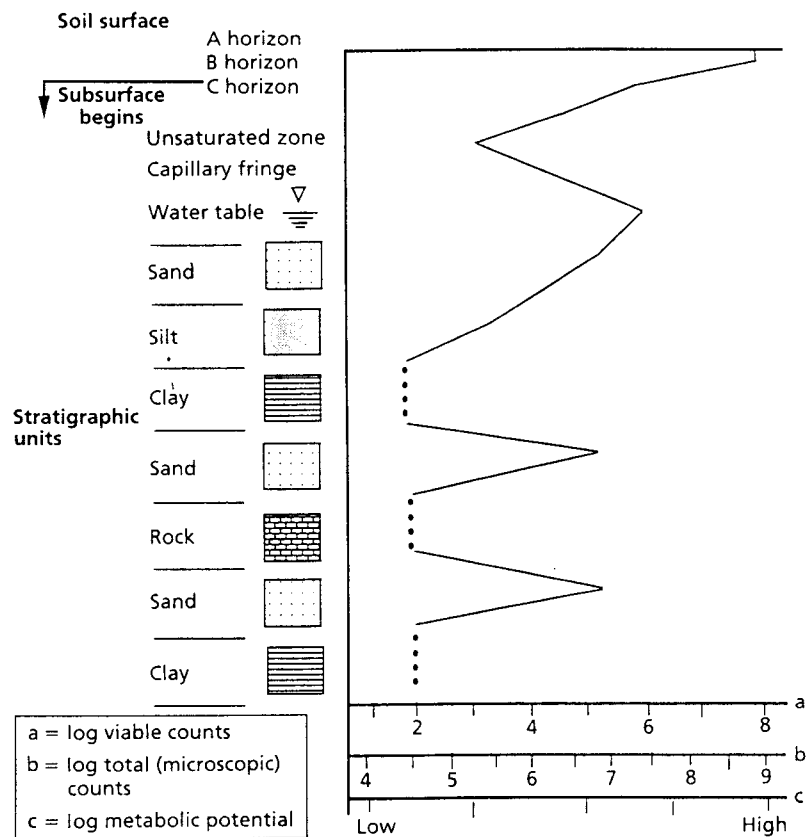 Soil surface
A horizon
B horizon
C horizon
Subsurface
begins
Unsaturated zone
Capillary fringe
Water table
Sand
Silt
Clay
Stratigraphic
units
Sand
Rock
Sand
Clay
a
2 4 6 8
b
4 5 6 7 8 9
c
Low High
a = log viable counts
b = log total (microscopic)
counts
c = log metabolic potential